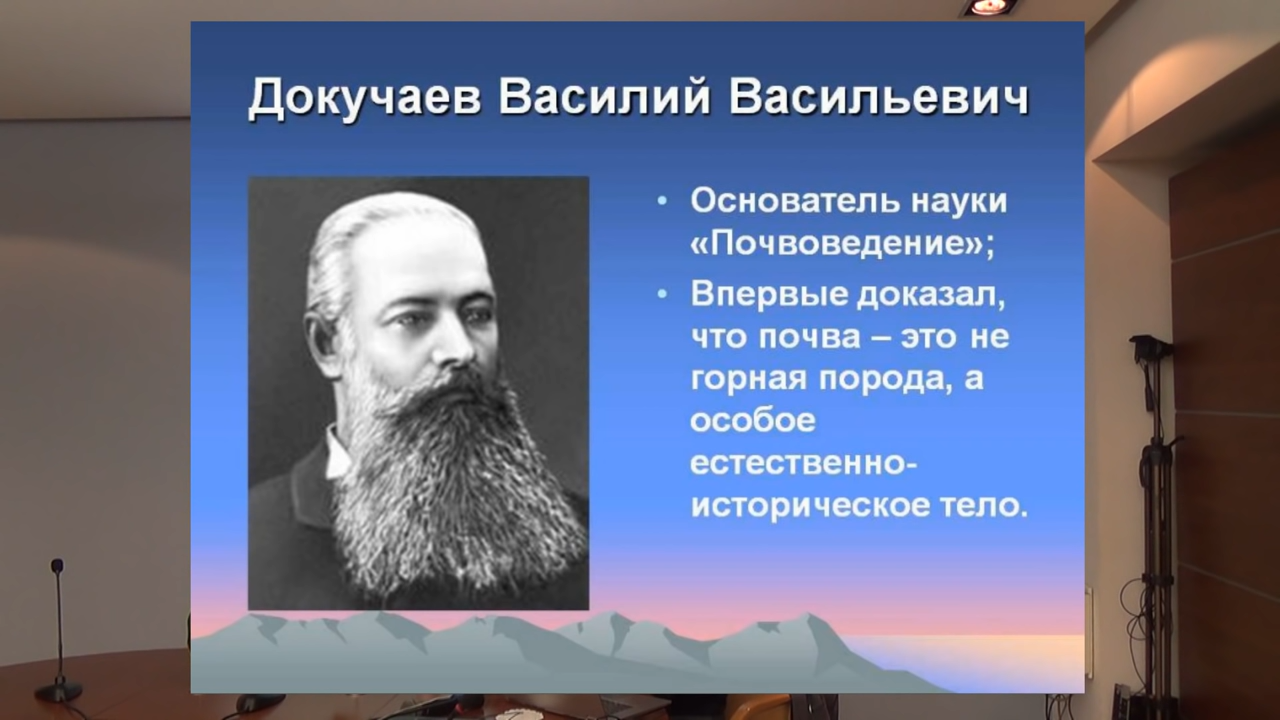 Докучаев Василий Васильевич
• Основатель науки
«Почвоведение»;
• Впервые доказал,
что почва – это не
горная порода, а
особое
естественно-
историческое тело.